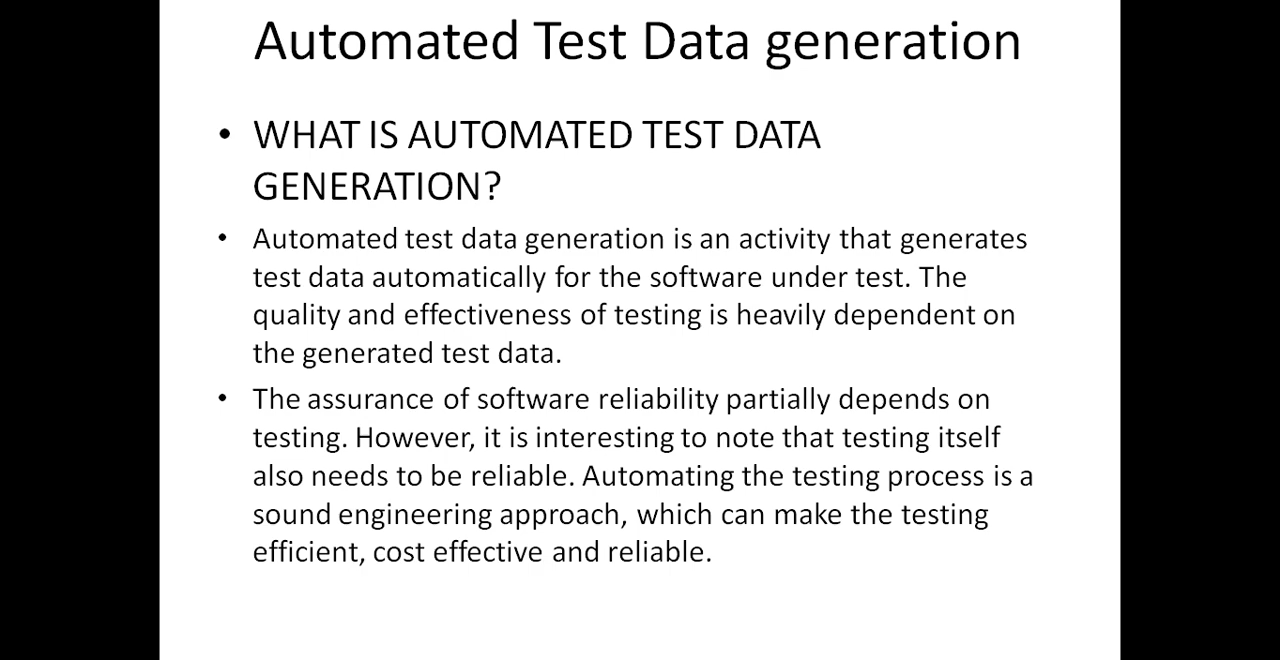 Automated Test Data generation
• WHAT IS AUTOMATED TEST DATA
GENERATION?
• Automated test data generation is an activity that generates
test data automatically for the software under test. The
quality and effectiveness of testing is heavily dependent on
the generated test data.
• The assurance of software reliability partially depends on
testing. However, it is interesting to note that testing itself
also needs to be reliable. Automating the testing process is a
sound engineering approach, which can make the testing
efficient, cost effective and reliable.